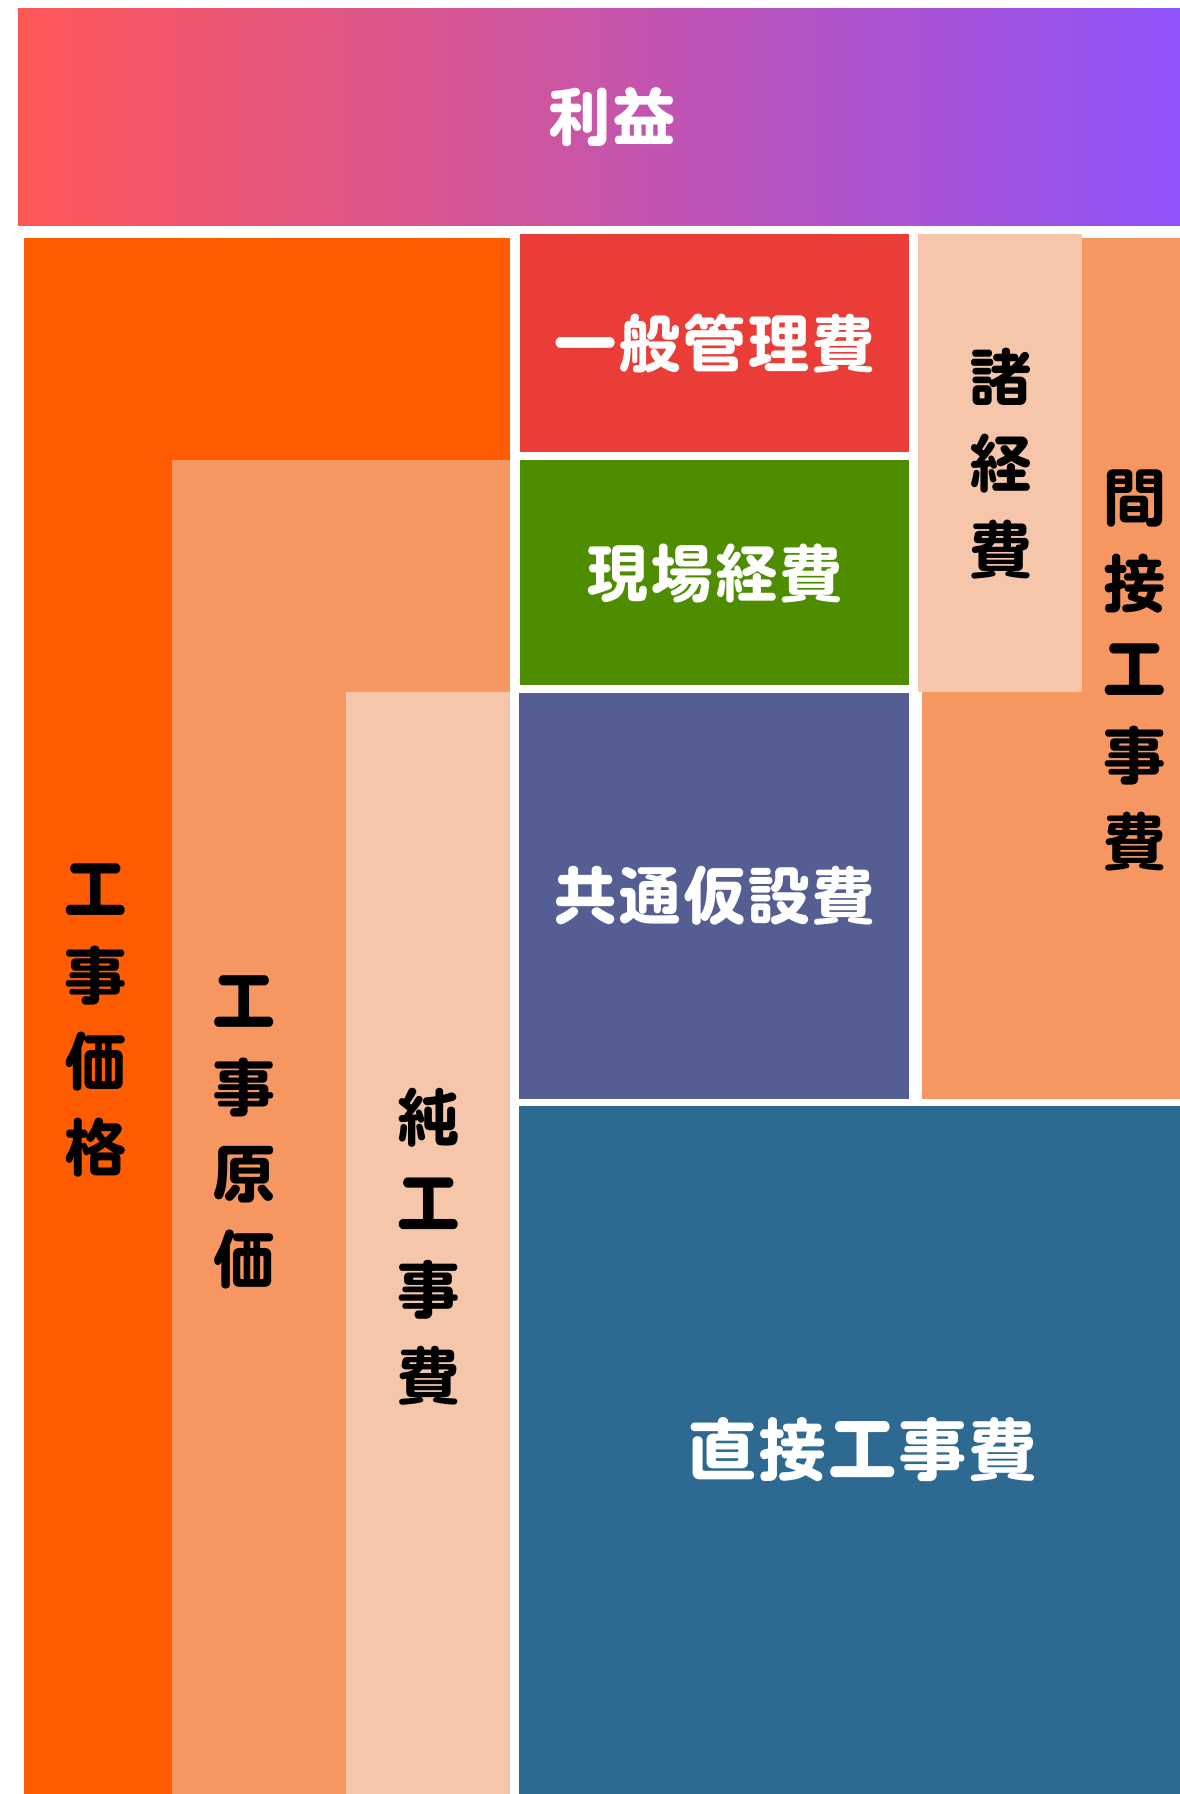 利益
一般管理費
諸経費
現場経費
間接工事費
共通仮設費
工事価格
工事原価
純工事費
直接工事費